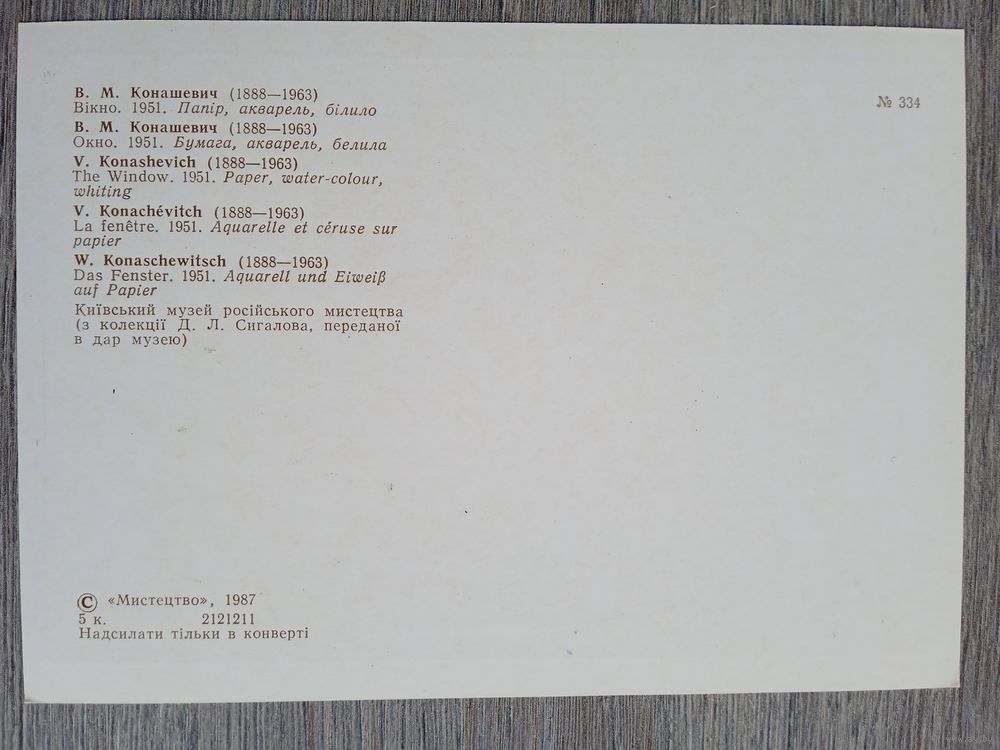 В. М. Конашевич (1888—1963)
Вікно. 1951. Папір, акварель, білило
В. М. Конашевич (1888—1963)
Окно. 1951. Бумага, акварель, белила
V. Konashevich (1888—1963)
The Window. 1951. Paper, water-colour,
whiting
V. Konachévitch (1888—1963)
La fenêtre. 1951. Aquarelle et céruse sur
papier
W. Konaschewitsch (1888—1963)
Das Fenster. 1951. Aquarell und Eiweiß
auf Papier
Київський музей російського мистецтва
(з колекції Д. Л. Сигалова, переданої
в дар музею)
№ 334
© «Мистецтво», 1987
5 к. 2121211
Надсилати тільки в конверті